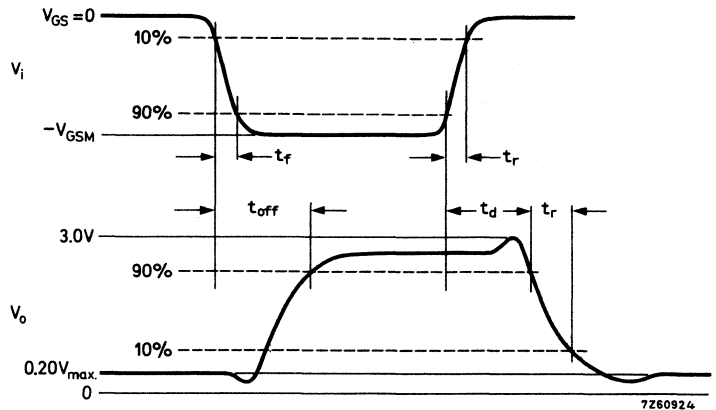 V_GS=0
10%
V_i
90%
-V_GSM
t_f
t_r
t_off
t_d
t_r
3.0V
90%
V_o
10%
0.20V_max.
0
7Z60924